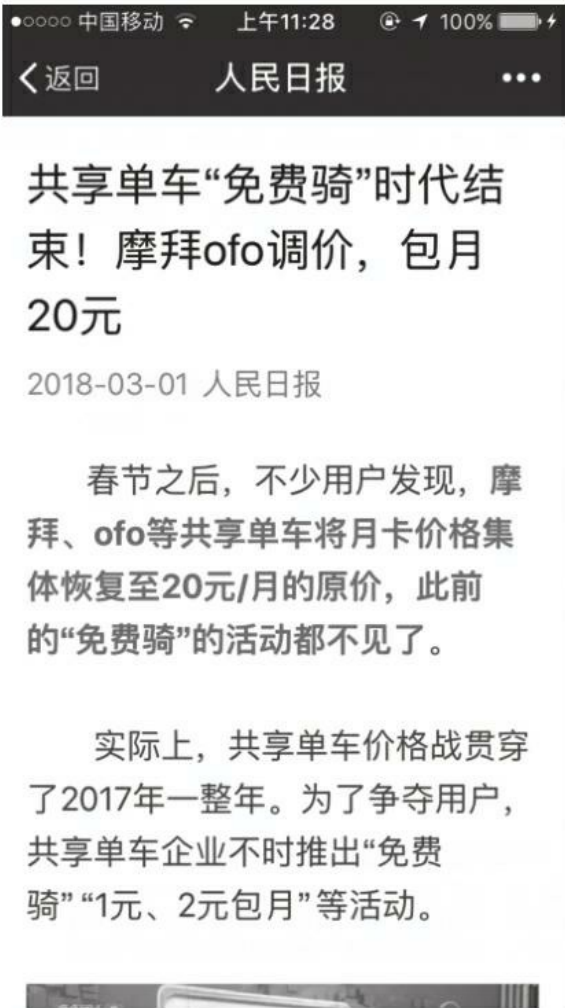 中国移动 上午11:28 100%
返回 人民日报
共享单车“免费骑”时代结
束！摩拜ofo调价，包月
20元
2018-03-01 人民日报
春节之后，不少用户发现，摩
拜、ofo等共享单车将月卡价格集
体恢复至20元/月的原价，此前
的“免费骑”的活动都不见了。
实际上，共享单车价格战贯穿
了2017年一整年。为了争夺用户，
共享单车企业不时推出“免费
骑” “1元、2元包月” 等活动。